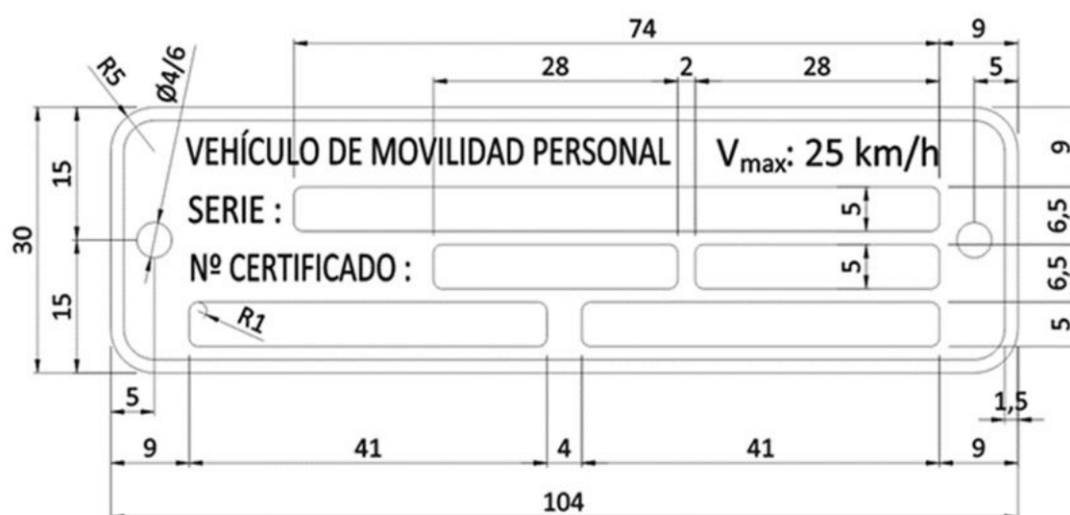 74 9
28 2 28 5
R5
Ø4/6
VEHÍCULO DE MOVILIDAD PERSONAL Vmax: 25 km/h
9
15
SERIE :
5
6,5
30
Nº CERTIFICADO :
5
6,5
15
R1
5
5
1,5
9 41 4 41 9
104